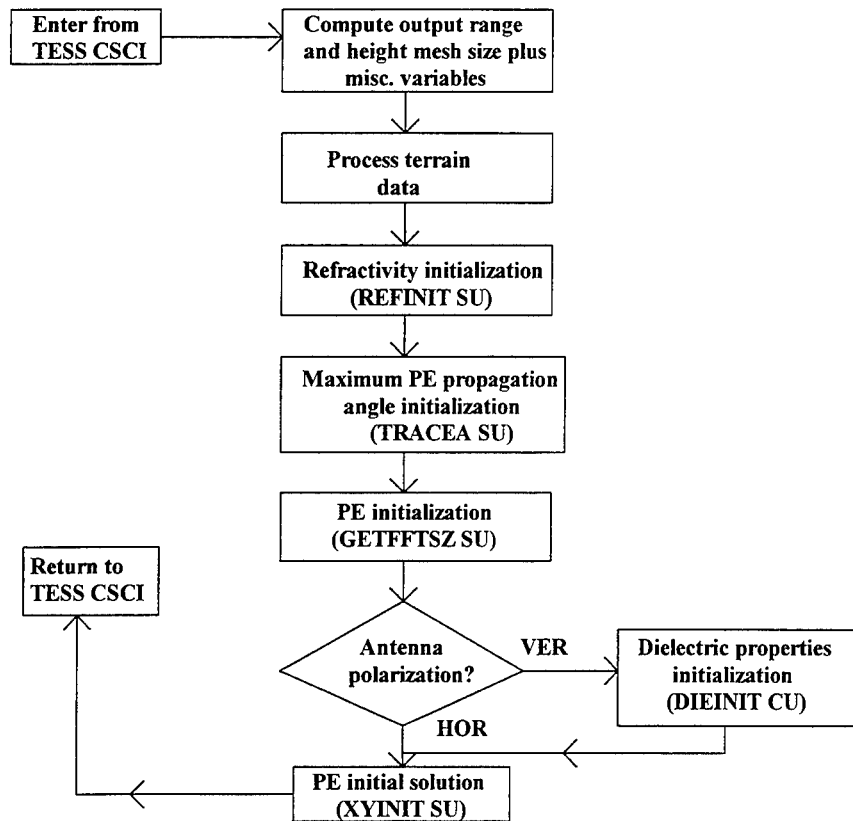 Enter from
TESS CSCI
Compute output range
and height mesh size plus
misc. variables
Process terrain
data
Refractivity initialization
(REFINIT SU)
Maximum PE propagation
angle initialization
(TRACEA SU)
PE initialization
(GETFFTSZ SU)
Return to
TESS CSCI
Antenna
polarization?
VER
Dielectric properties
initialization
(DIEINIT CU)
HOR
PE initial solution
(XYINIT SU)